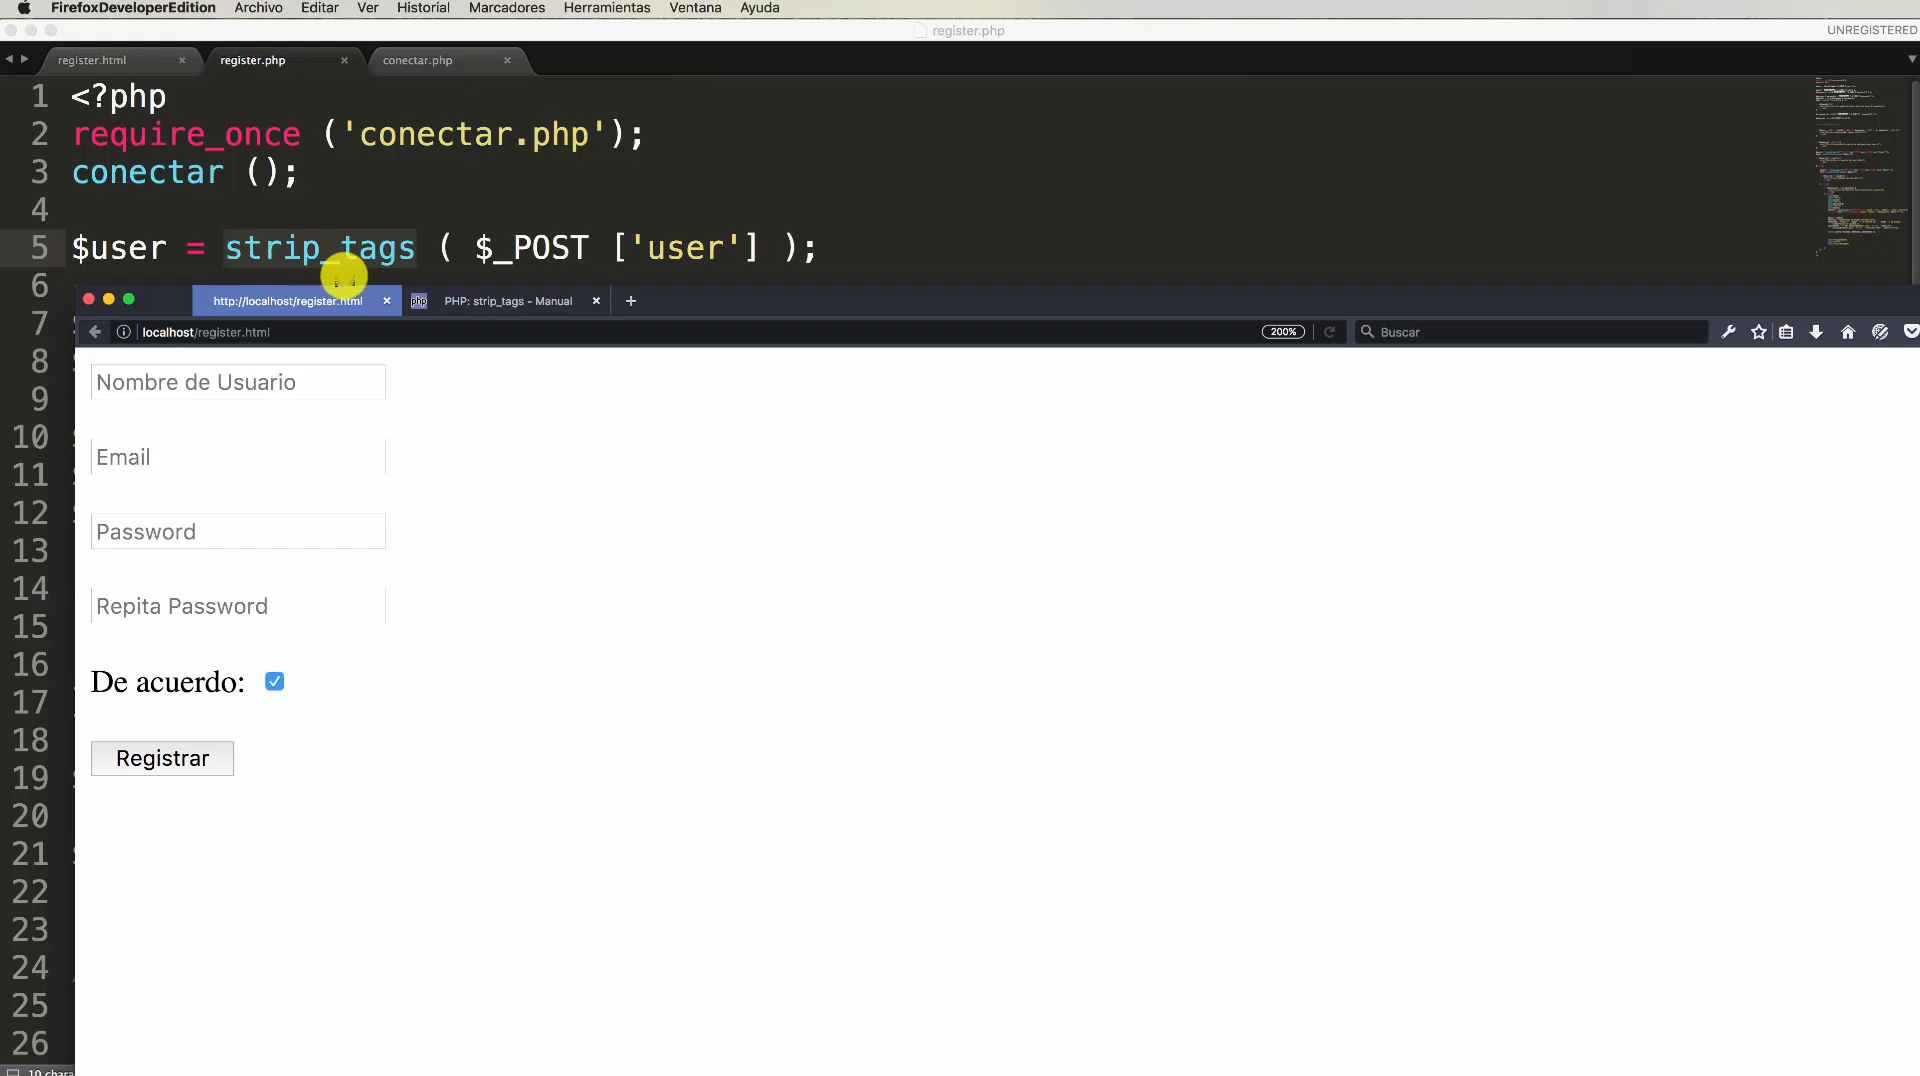 FirefoxDeveloperEdition Archivo Editar Ver Historial Marcadores Herramientas Ventana Ayuda
register.php UNREGISTERED
register.html register.php conectar.php
1 <?php
2 require_once ('conectar.php');
3 conectar ();
4
5 $user = strip_tags ( $_POST ['user'] );
6
http://localhost/register.html PHP: strip_tags - Manual
7
localhost/register.html 200% Buscar
8
Nombre de Usuario
9
10
Email
11
12
Password
13
14
Repita Password
15
16
De acuerdo:
17
18
Registrar
19
20
21
22
23
24
25
26